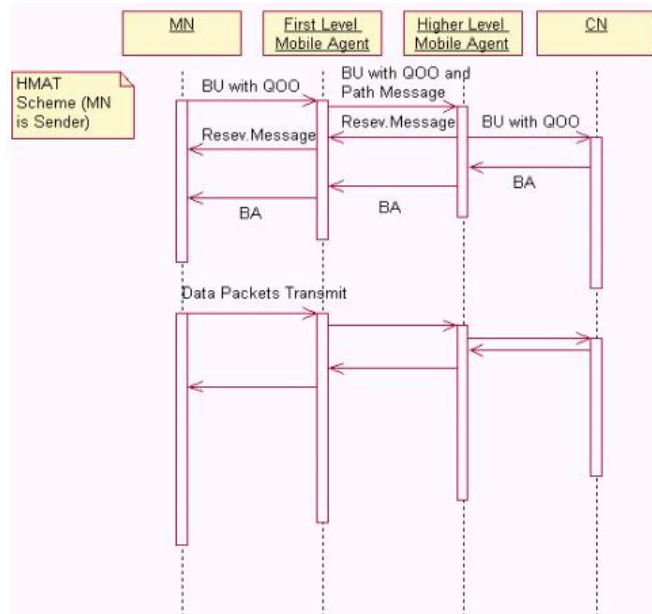 MN
First Level
Mobile Agent
Higher Level
Mobile Agent
CN
HMAT
Scheme (MN
is Sender)
BU with QOO
BU with QOO and
Path Message
Resev.Message
Resev.Message
BU with QOO
BA
BA
BA
Data Packets Transmit